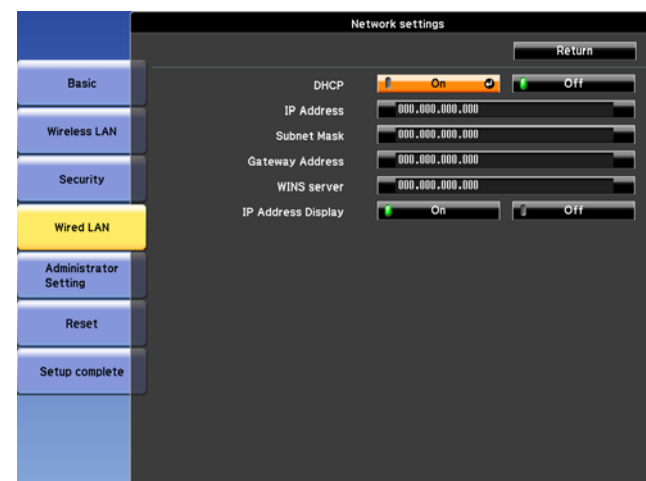 Network settings
Return
Basic
Wireless LAN
Security
Wired LAN
Administrator
Setting
Reset
Setup complete
DHCP On Off
IP Address 000.000.000.000
Subnet Mask 000.000.000.000
Gateway Address 000.000.000.000
WINS server 000.000.000.000
IP Address Display On Off